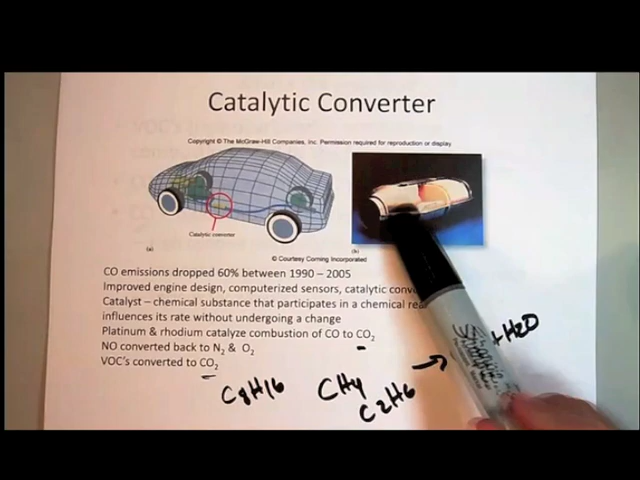 Catalytic Converter
Copyright © The McGraw-Hill Companies, Inc. Permission required for reproduction or display
Catalytic converter
(a)
(b)
© Courtesy Corning Incorporated
CO emissions dropped 60% between 1990 – 2005
Improved engine design, computerized sensors, catalytic
Catalyst – chemical substance that participates in a chemical
influences its rate without undergoing a change
Platinum & rhodium catalyze combustion of CO to CO2
NO converted back to N2 & O2
VOC's converted to CO2
C8H16 CH4 → + H2O
C2H6